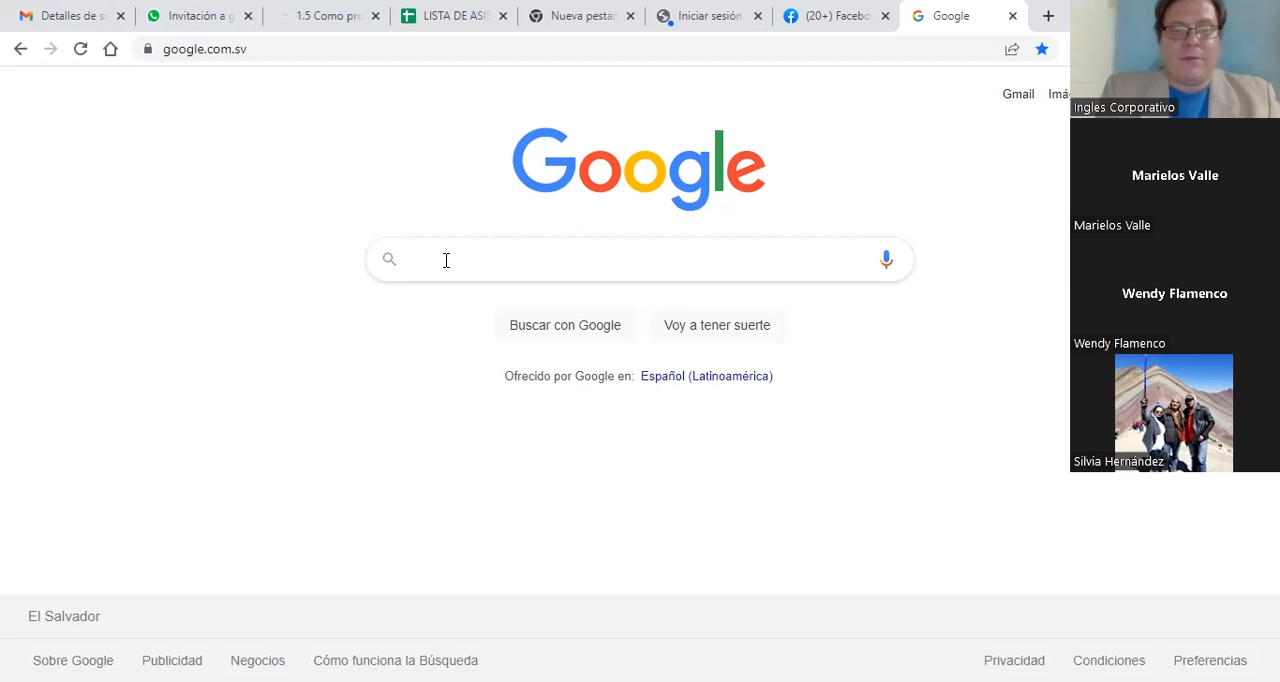 Detalles de su
Invitación a g
1.5 Como pro
LISTA DE ASIS
Nueva pestañ
Iniciar sesión
(20+) Facebo
Google
google.com.sv
Gmail
Imá
Google
Buscar con Google
Voy a tener suerte
Ofrecido por Google en: Español (Latinoamérica)
Ingles Corporativo
Marielos Valle
Marielos Valle
Wendy Flamenco
Wendy Flamenco
Silvia Hernández
El Salvador
Sobre Google
Publicidad
Negocios
Cómo funciona la Búsqueda
Privacidad
Condiciones
Preferencias